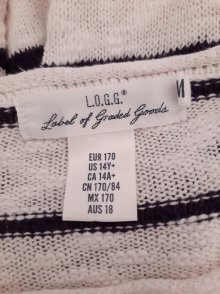 L.O.G.G.®
Label of Graded Goods
EUR 170
US 14Y+
CA 14A+
CN 170/84
MX 170
AUS 18